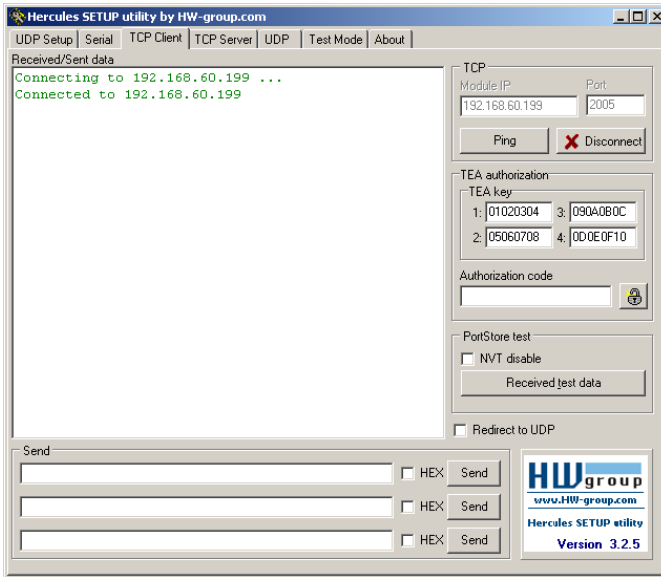 Hercules SETUP utility by HW-group.com
UDP Setup Serial TCP Client TCP Server UDP Test Mode About
Received/Sent data
Connecting to 192.168.60.199 ...
Connected to 192.168.60.199
TCP
Module IP Port
192.168.60.199 2005
Ping Disconnect
TEA authorization
TEA key
1: 01020304 3: 090A0B0C
2: 05060708 4: 0D0E0F10
Authorization code
PortStore test
NVT disable
Received test data
Redirect to UDP
Send
HEX Send
HEX Send
HEX Send
HW group
www.HW-group.com
Hercules SETUP utility
Version 3.2.5